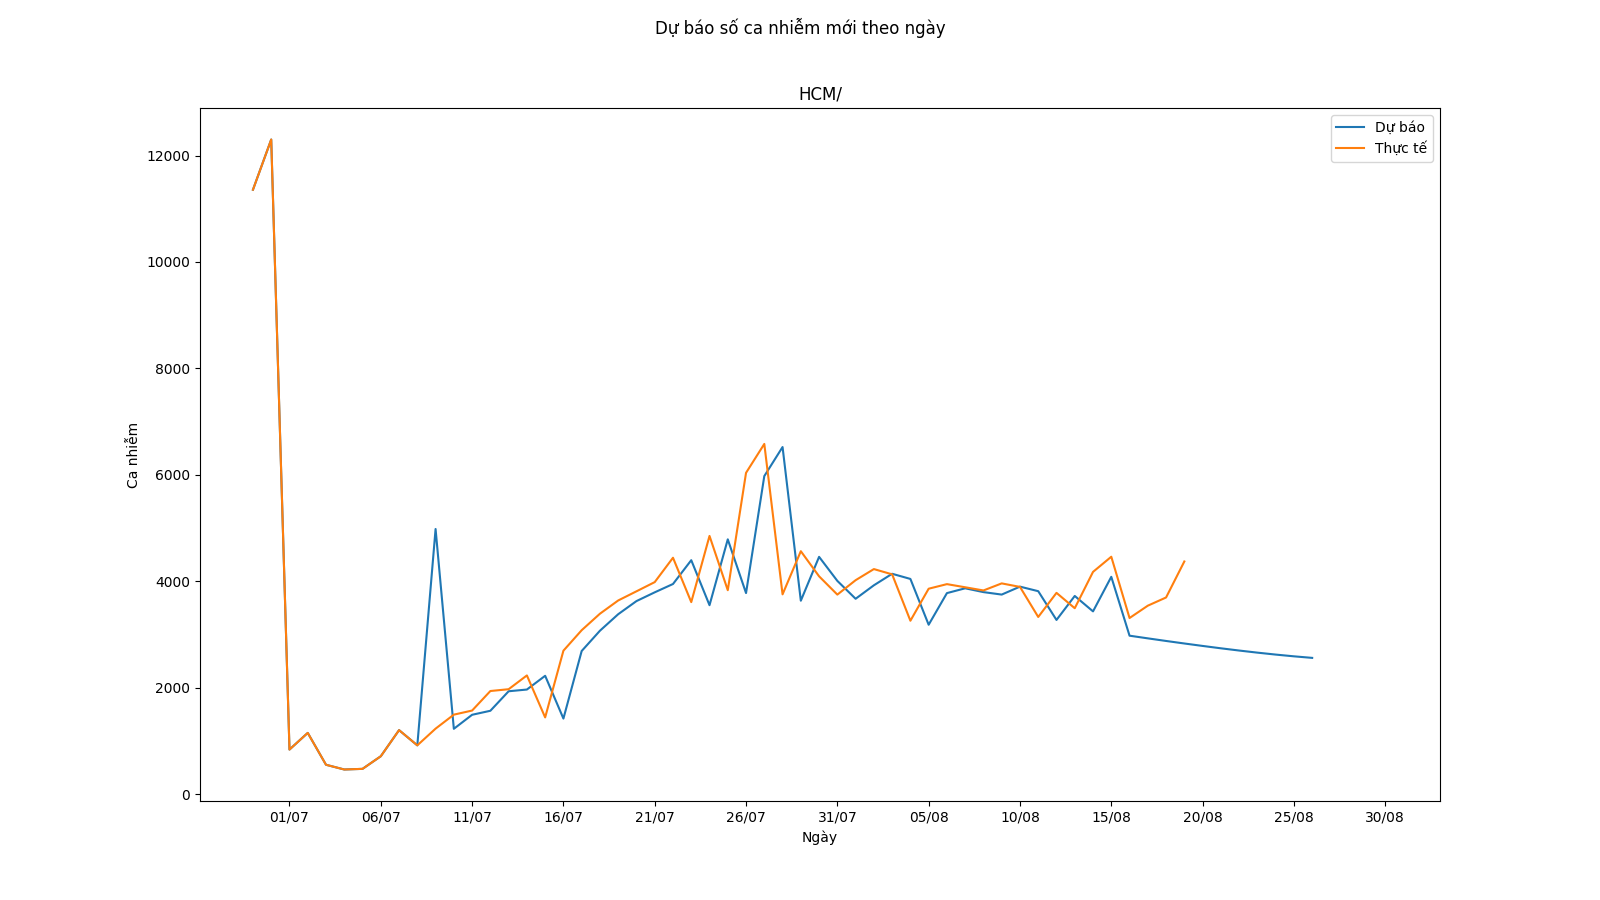 Dự báo số ca nhiễm mới theo ngày
HCM/
Dự báo
Thực tế
12000
10000
8000
6000
4000
2000
0
Ca nhiễm
01/07 06/07 11/07 16/07 21/07 26/07 31/07 05/08 10/08 15/08 20/08 25/08 30/08
Ngày